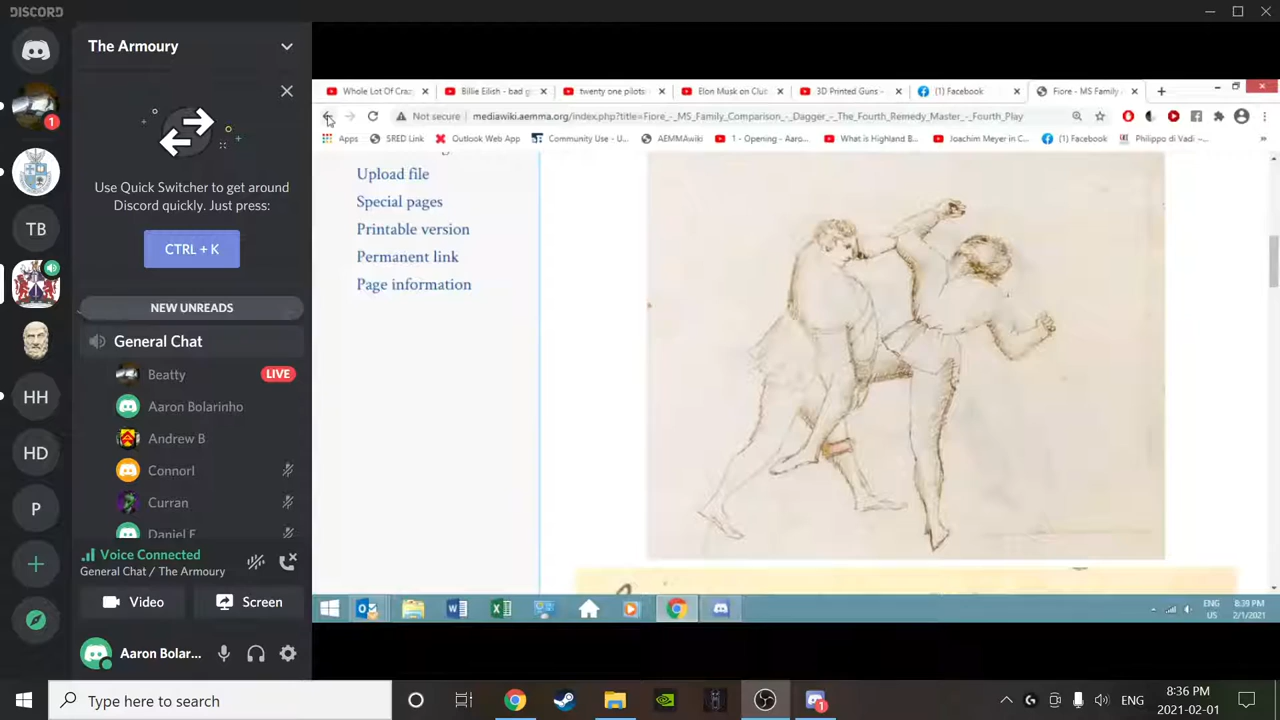 DISCORD
The Armoury
Use Quick Switcher to get around
Discord quickly. Just press:
CTRL + K
NEW UNREADS
General Chat
Beatty
LIVE
Aaron Bolarinho
Andrew B
Connorl
Curran
Daniel F
Voice Connected
General Chat / The Armoury
Video
Screen
Aaron Bolar...
1
TB
HH
HD
P
Whole Lot Of Craz
Billie Eilish - bad g
twenty one pilots
Elon Musk on Club
3D Printed Guns -
(1) Facebook
Fiore - MS Family
Not secure
mediawiki.aemma.org/index.php?title=Fiore_-_MS_Family_Comparison_-_Dagger_-_The_Fourth_Remedy_Master_-_Fourth_Play
Apps
SRED Link
Outlook Web App
Community Use - U...
AEMMAwiki
1 - Opening - Aaro...
What is Highland B...
Joachim Meyer in C...
(1) Facebook
Philippo di Vadi –...
Upload file
Special pages
Printable version
Permanent link
Page information
ENG
US
8:39 PM
2/1/2021
Type here to search
1
ENG
8:36 PM
2021-02-01